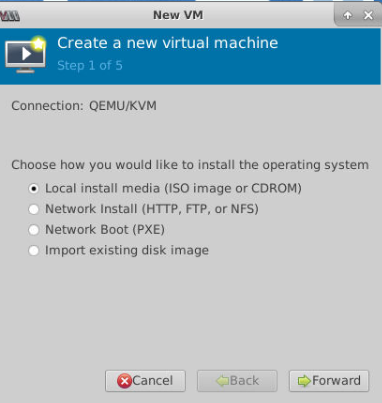 New VM
Create a new virtual machine
Step 1 of 5
Connection: QEMU/KVM
Choose how you would like to install the operating system
Local install media (ISO image or CDROM)
Network Install (HTTP, FTP, or NFS)
Network Boot (PXE)
Import existing disk image
Cancel
Back
Forward